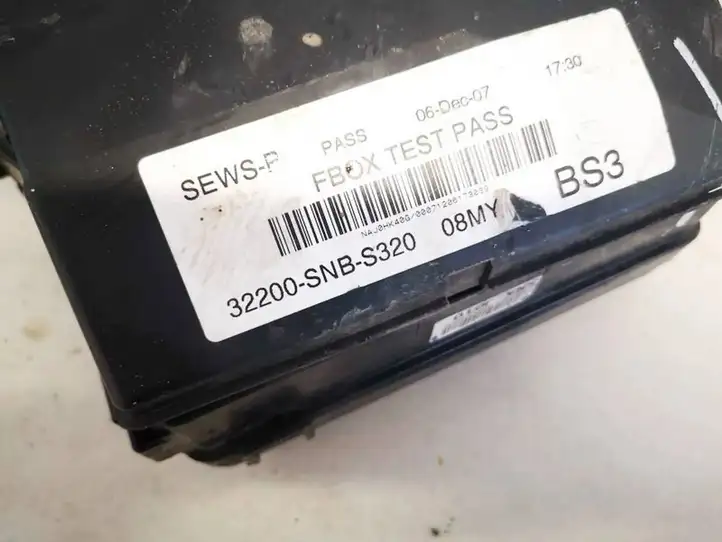 PASS 06-Dec-07 17:30
SEWS-P FBOX TEST PASS
32200-SNB-S320 08MY BS3